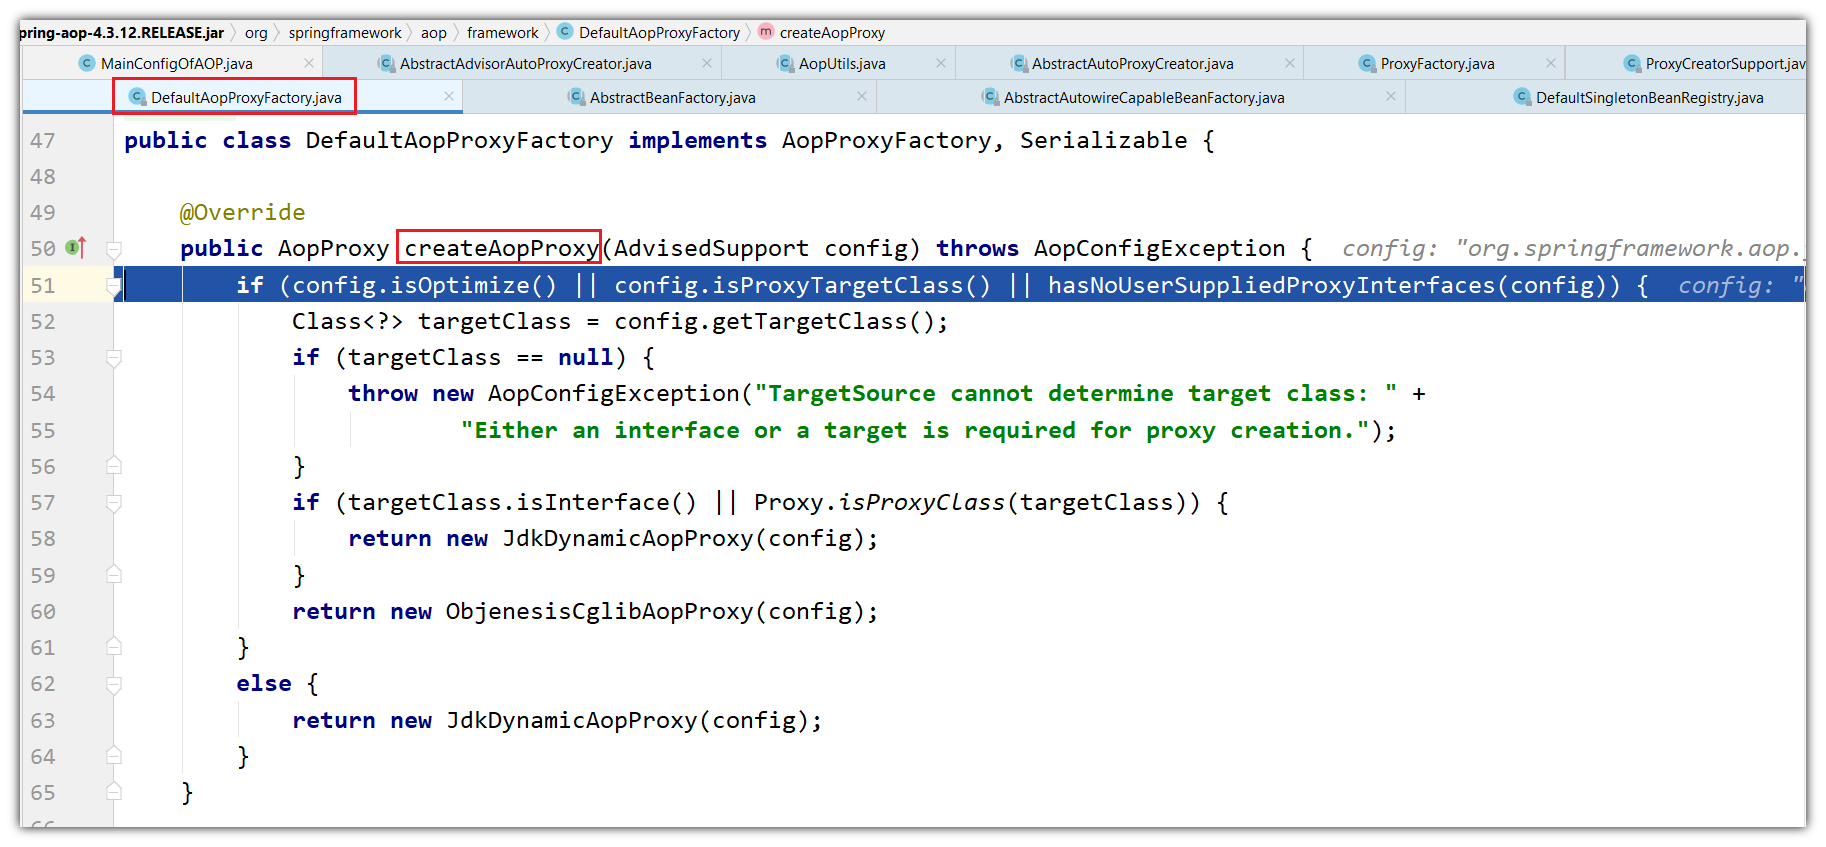 pring-aop-4.3.12.RELEASE.jar org springframework aop framework DefaultAopProxyFactory createAopProxy
MainConfigOfAOP.java AbstractAdvisorAutoProxyCreator.java AopUtils.java AbstractAutoProxyCreator.java ProxyFactory.java ProxyCreatorSupport.jav
DefaultAopProxyFactory.java AbstractBeanFactory.java AbstractAutowireCapableBeanFactory.java DefaultSingletonBeanRegistry.java
47 public class DefaultAopProxyFactory implements AopProxyFactory, Serializable {
48
49 @Override
50 public AopProxy createAopProxy(AdvisedSupport config) throws AopConfigException { config: "org.springframework.aop.
51 if (config.isOptimize() || config.isProxyTargetClass() || hasNoUserSuppliedProxyInterfaces(config)) { config: "
52 Class<?> targetClass = config.getTargetClass();
53 if (targetClass == null) {
54 throw new AopConfigException("TargetSource cannot determine target class: " +
55 "Either an interface or a target is required for proxy creation.");
56 }
57 if (targetClass.isInterface() || Proxy.isProxyClass(targetClass)) {
58 return new JdkDynamicAopProxy(config);
59 }
60 return new ObjenesisCglibAopProxy(config);
61 }
62 else {
63 return new JdkDynamicAopProxy(config);
64 }
65 }